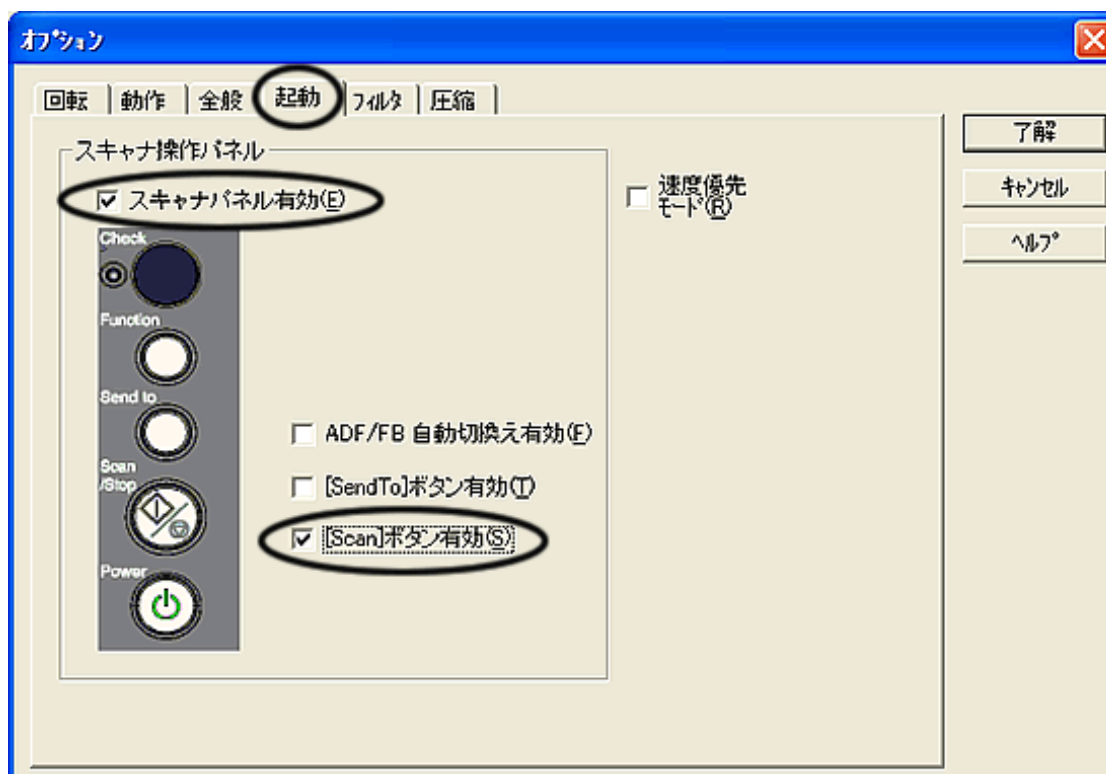 ｵﾌﾟｼｮﾝ
回転 動作 全般 起動 ﾌｨﾙﾀ 圧縮
スキャナ操作パネル
スキャナパネル有効(E)
速度優先
ﾓｰﾄﾞ(R)
Check
Function
Send to
Scan
/Stop
Power
ADF/FB 自動切換え有効(F)
[SendTo]ボタン有効(T)
[Scan]ボタン有効(S)
了解
ｷｬﾝｾﾙ
ﾍﾙﾌﾟ